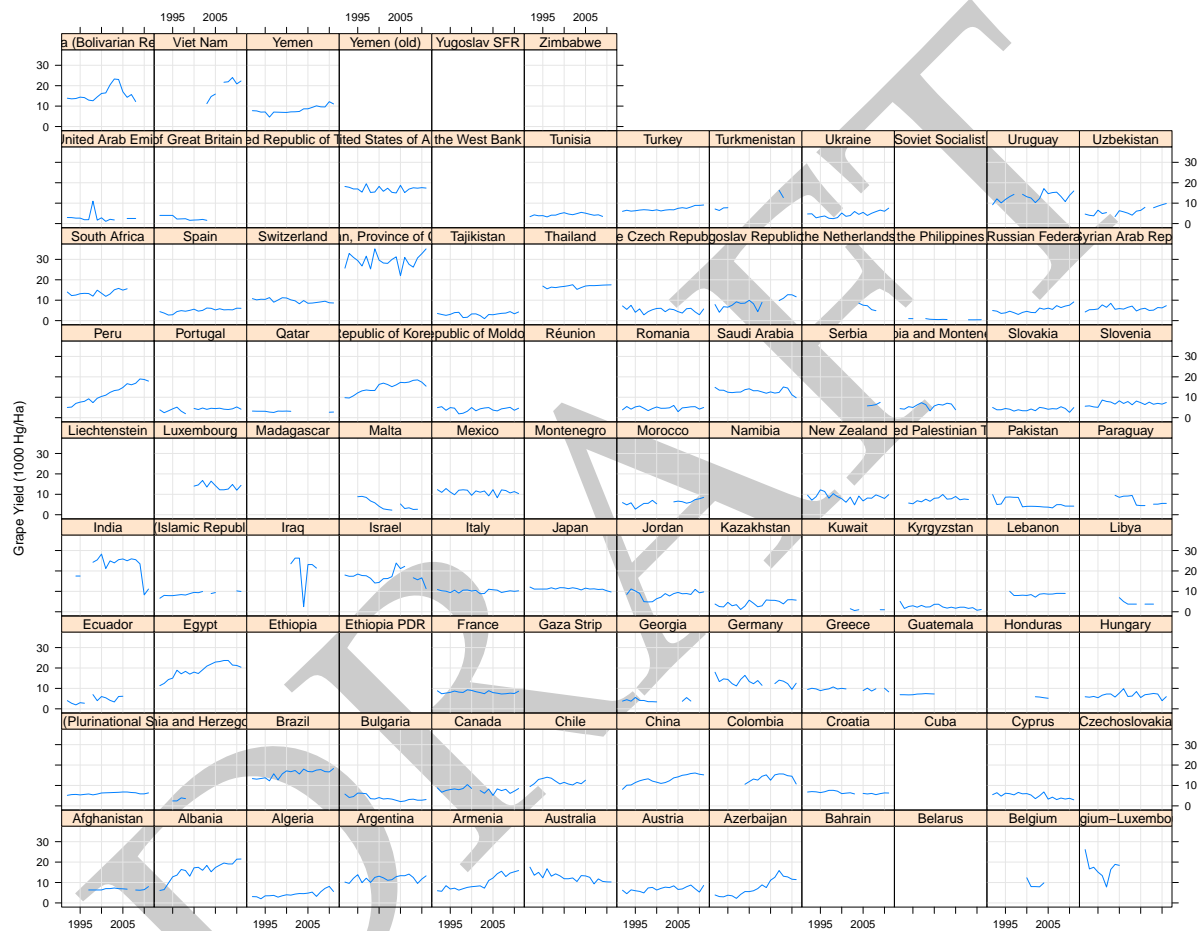 1995 2005 1995 2005 1995 2005
a (Bolivarian Re Viet Nam Yemen Yemen (old) Yugoslav SFR Zimbabwe
30
20
10
0
United Arab Emi of Great Britain ed Republic of T ited States of A the West Bank Tunisia Turkey Turkmenistan Ukraine Soviet Socialist Uruguay Uzbekistan
30
20
10
0
South Africa Spain Switzerland n, Province of C Tajikistan Thailand e Czech Repub goslav Republic the Netherlands the Philippines Russian Federa Syrian Arab Rep
30
20
10
0
Peru Portugal Qatar Republic of Kore epublic of Moldo Réunion Romania Saudi Arabia Serbia bia and Monten Slovakia Slovenia
30
20
10
0
Liechtenstein Luxembourg Madagascar Malta Mexico Montenegro Morocco Namibia New Zealand ed Palestinian T Pakistan Paraguay
30
20
10
0
India (Islamic Republ Iraq Israel Italy Japan Jordan Kazakhstan Kuwait Kyrgyzstan Lebanon Libya
30
20
10
0
Ecuador Egypt Ethiopia Ethiopia PDR France Gaza Strip Georgia Germany Greece Guatemala Honduras Hungary
30
20
10
0
(Plurinational S nia and Herzego Brazil Bulgaria Canada Chile China Colombia Croatia Cuba Cyprus Czechoslovakia
30
20
10
0
Afghanistan Albania Algeria Argentina Armenia Australia Austria Azerbaijan Bahrain Belarus Belgium gium−Luxembo
30
20
10
0
1995 2005 1995 2005 1995 2005 1995 2005 1995 2005 1995 2005
Grape Yield (1000 Hg/Ha)
DRAFT